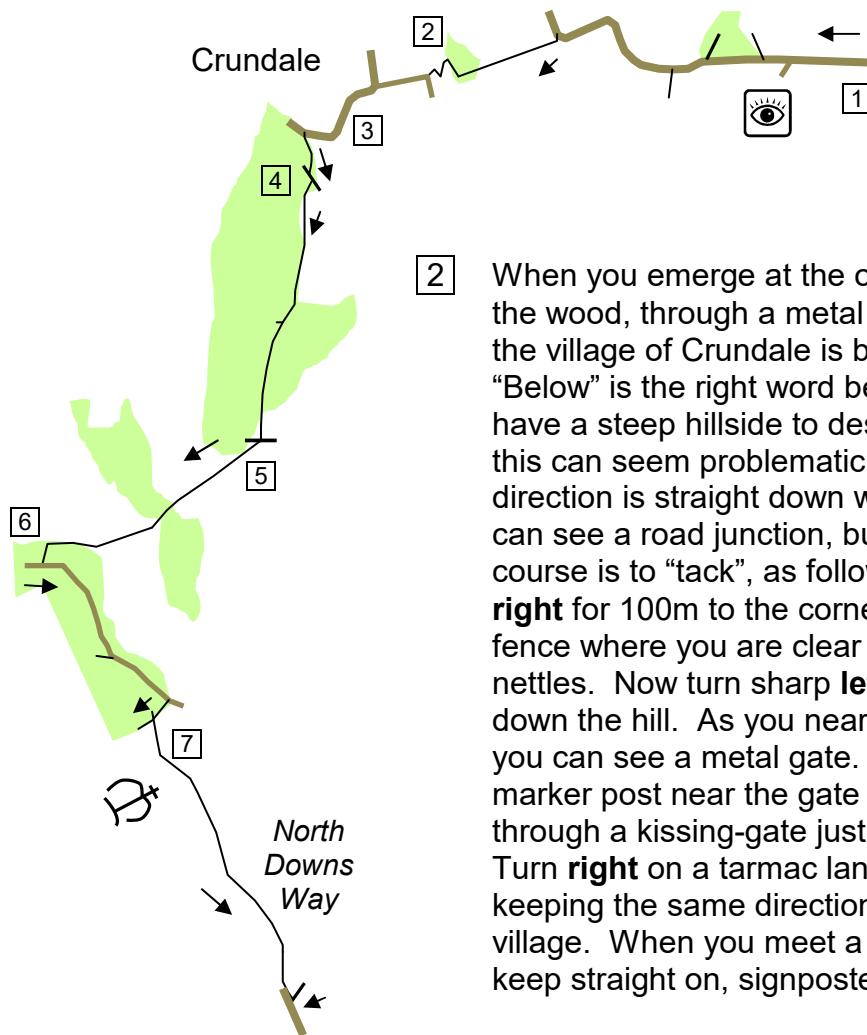 Crundale
2
1
3
4
5
6
7
North
Downs
Way
2
When you emerge at the
the wood, through a metal
the village of Crundale is b
“Below” is the right word be
have a steep hillside to des
this can seem problematic.
direction is straight down w
can see a road junction, bu
course is to “tack”, as follow
right for 100m to the corne
fence where you are clear
nettles. Now turn sharp le
down the hill. As you near
you can see a metal gate.
marker post near the gate
through a kissing-gate just
Turn right on a tarmac lan
keeping the same direction
village. When you meet a
keep straight on, signposte